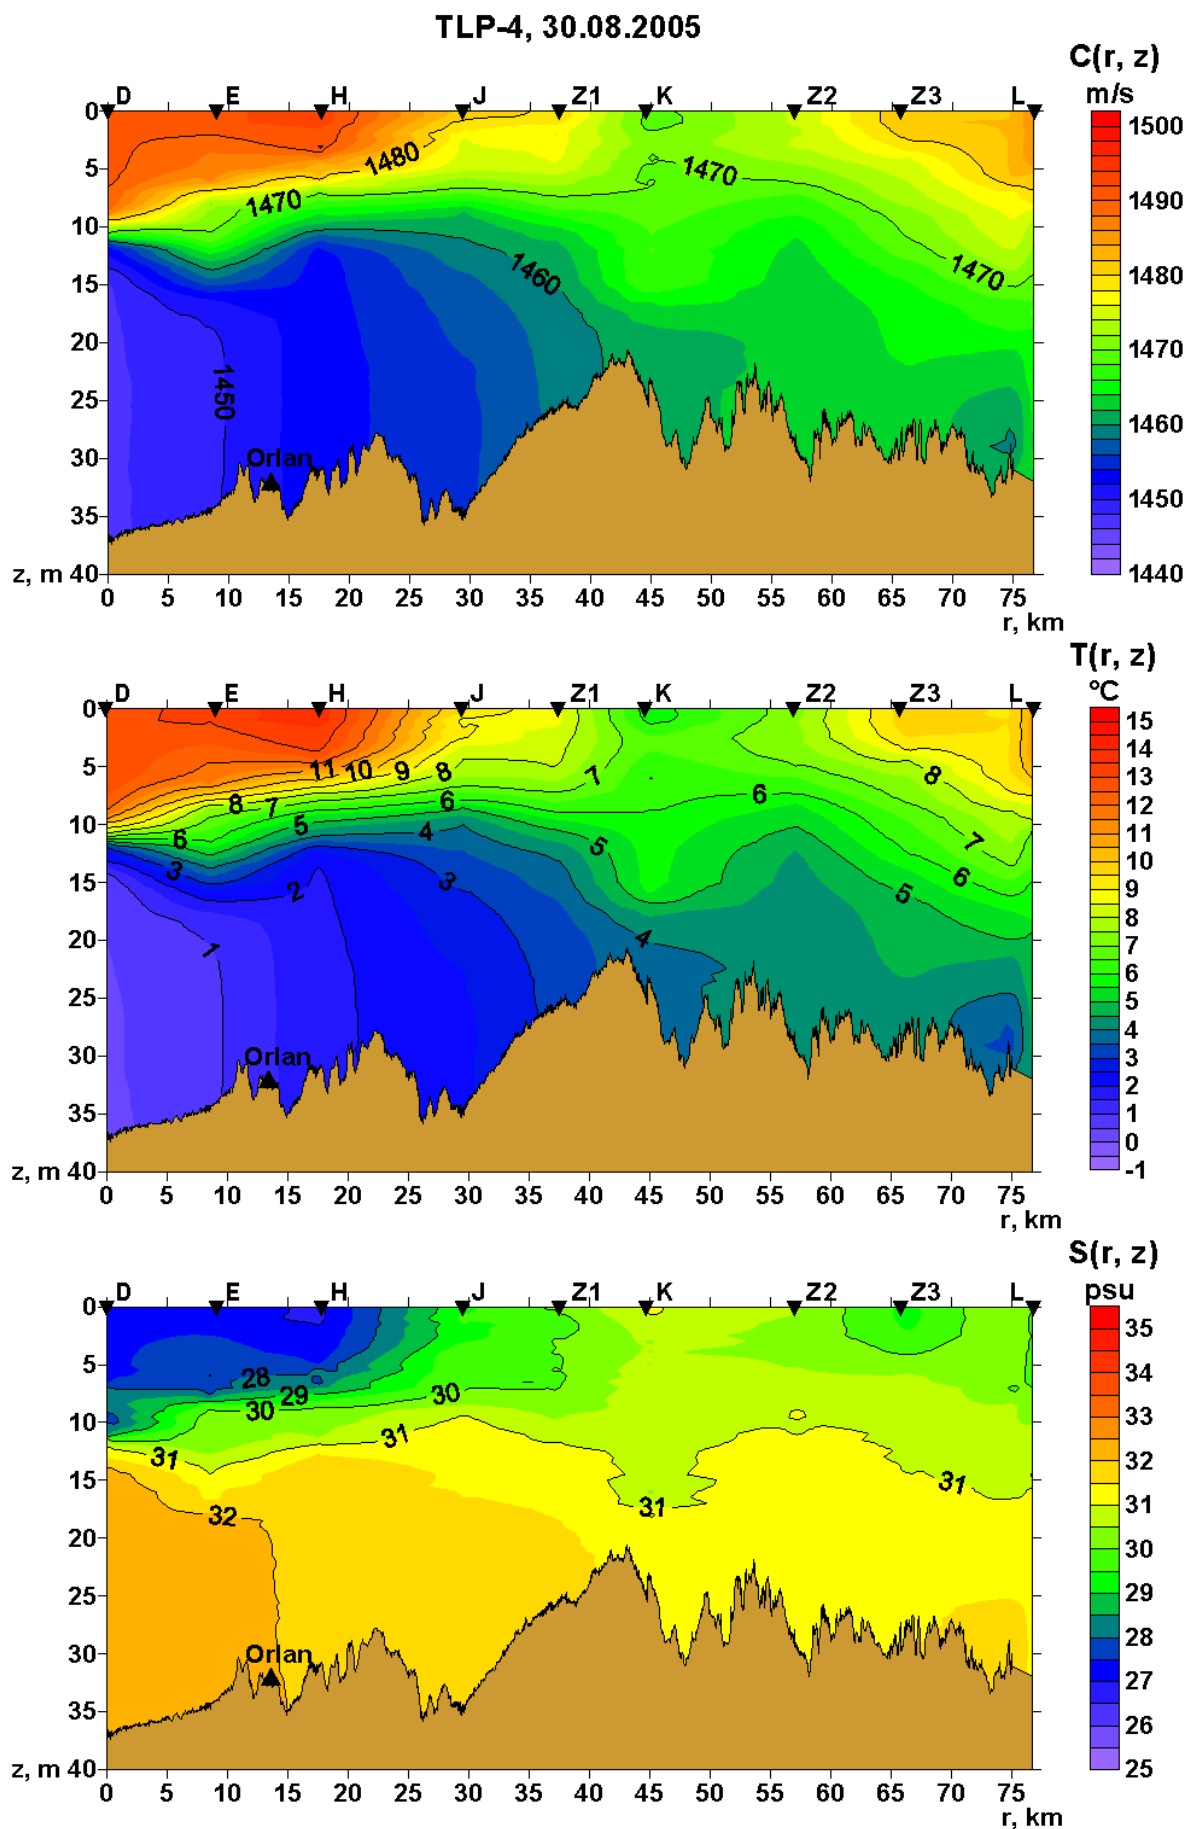 TLP-4, 30.08.2005
C(r, z)
m/s
D E H J Z1 K Z2 Z3 L
0
5
10
15
20
25
30
35
z, m 40
1480
1470
1470
1470
1460
1450
Orlan
0 5 10 15 20 25 30 35 40 45 50 55 60 65 70 75
r, km
1500
1490
1480
1470
1460
1450
1440
T(r, z)
°C
D E H J Z1 K Z2 Z3 L
0
5
10
15
20
25
30
35
z, m 40
11 10 9 8 7 8
8 7 6 6
6 5 4 5 7
3 2 3 5 6
1 4
Orlan
0 5 10 15 20 25 30 35 40 45 50 55 60 65 70 75
r, km
15
14
13
12
11
10
9
8
7
6
5
4
3
2
1
0
-1
S(r, z)
psu
D E H J Z1 K Z2 Z3 L
0
5
10
15
20
25
30
35
z, m 40
28
29 30
30
31 31
31
31
32
Orlan
0 5 10 15 20 25 30 35 40 45 50 55 60 65 70 75
r, km
35
34
33
32
31
30
29
28
27
26
25